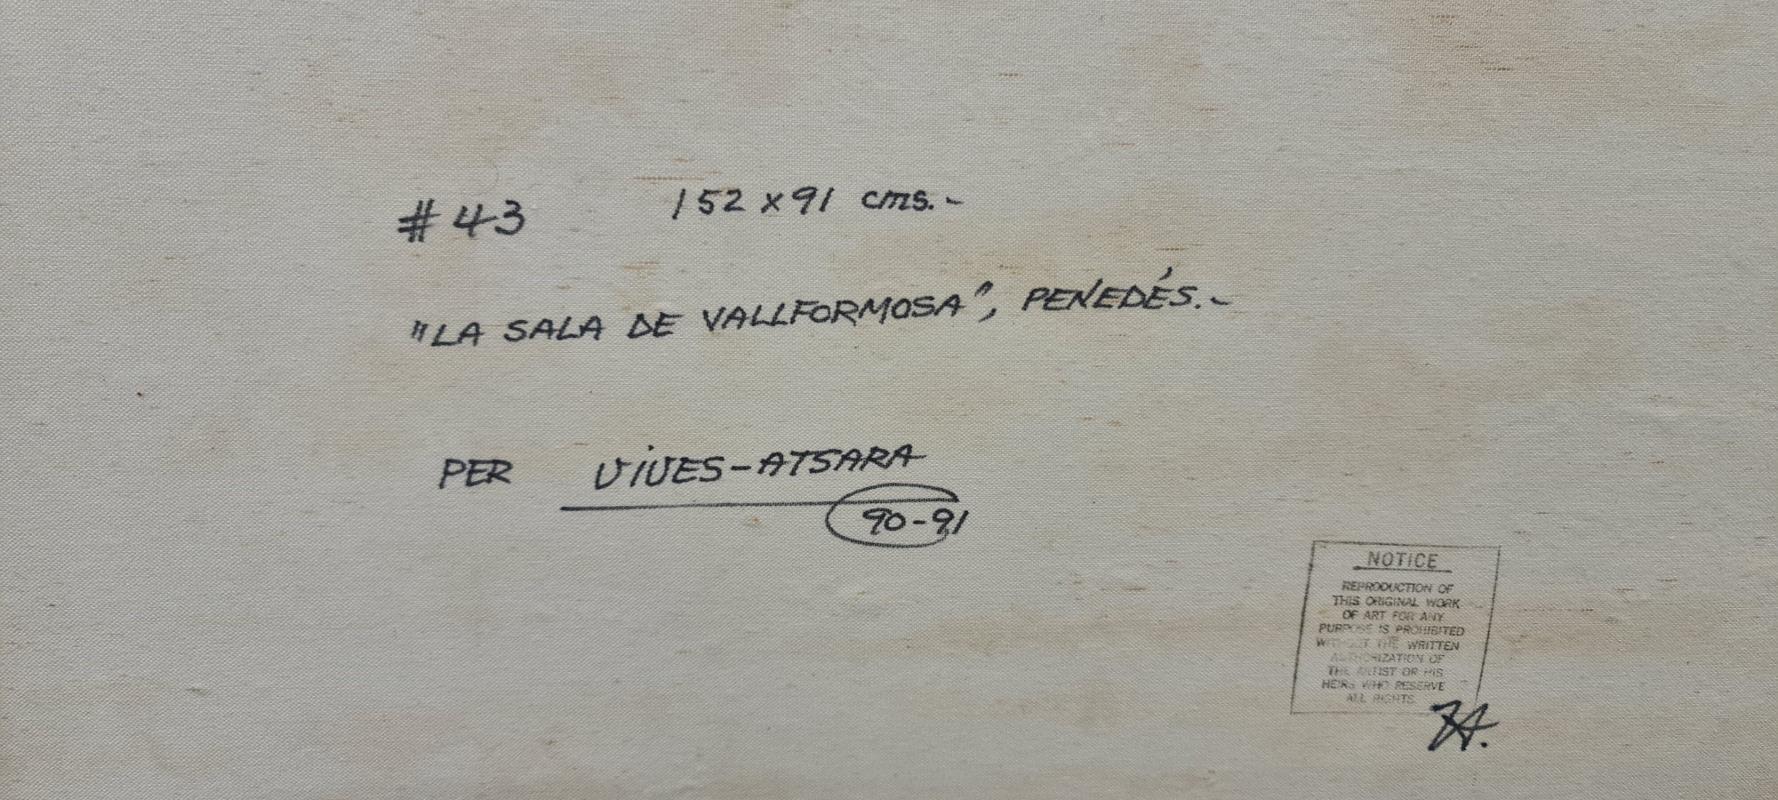 #43 152 x 91 cms.-
"LA SALA DE VALLFORMOSA", PENEDÉS.-
PER VIVES-ATSARA
90-91
NOTICE
REPRODUCTION OF
THIS ORIGINAL WORK
OF ART FOR ANY
PURPOSE IS PROHIBITED
WITHOUT THE WRITTEN
AUTHORIZATION OF
THE ARTIST OR HIS
HEIRS WHO RESERVE
ALL RIGHTS